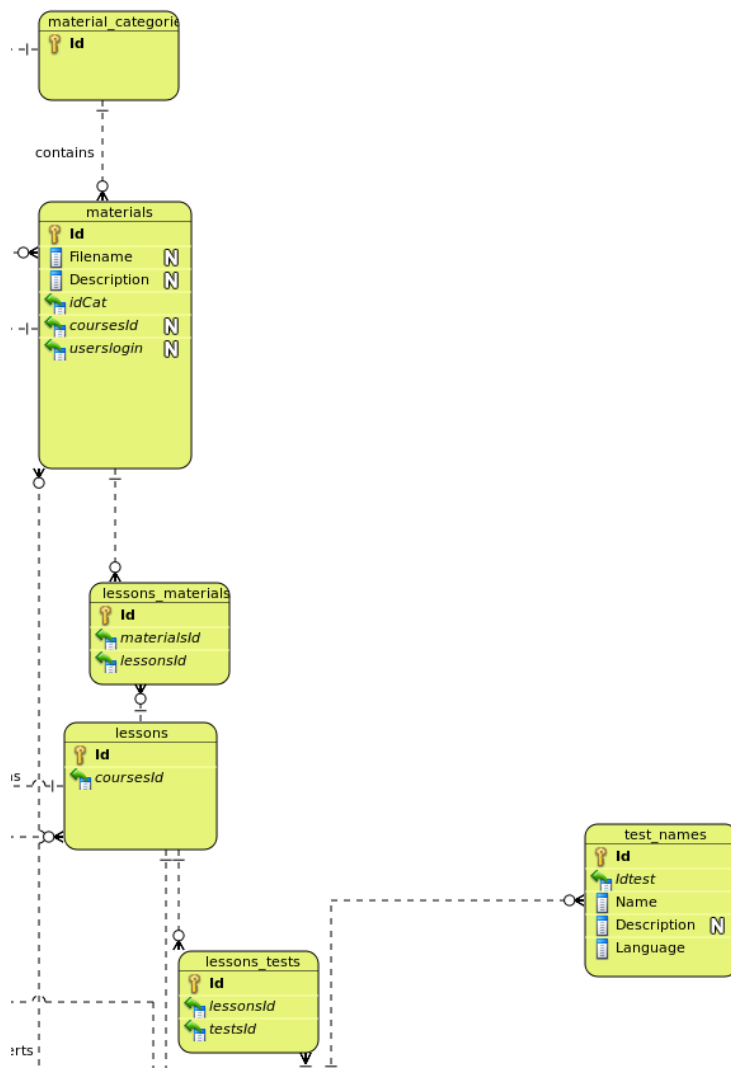 material_categorie
Id
contains
materials
Id
Filename N
Description N
idCat
coursesId N
userslogin N
lessons_materials
Id
materialsId
lessonsId
lessons
Id
coursesId
test_names
Id
Idtest
Name
Description N
Language
lessons_tests
Id
lessonsId
testsId
erts